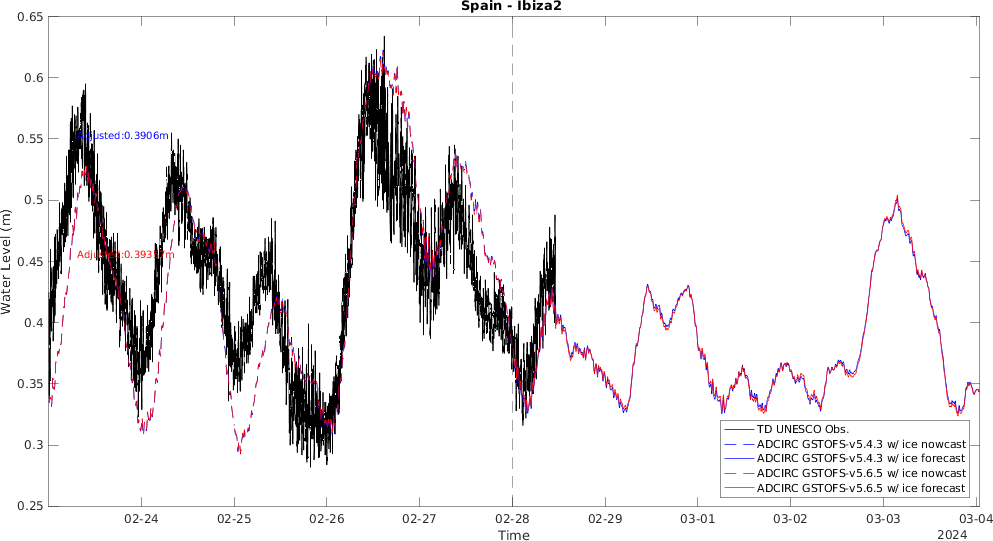 Spain - Ibiza2
0.65
0.6
0.55
0.5
0.45
0.4
0.35
0.3
0.25
Water Level (m)
Adjusted:0.3906m
02-24
02-25
02-26
02-27
02-28
02-29
03-01
03-02
03-03
03-04
Time
2024
TD UNESCO Obs.
ADCIRC GSTOFS-v5.4.3 w/ ice nowcast
ADCIRC GSTOFS-v5.4.3 w/ ice forecast
ADCIRC GSTOFS-v5.6.5 w/ ice nowcast
ADCIRC GSTOFS-v5.6.5 w/ ice forecast